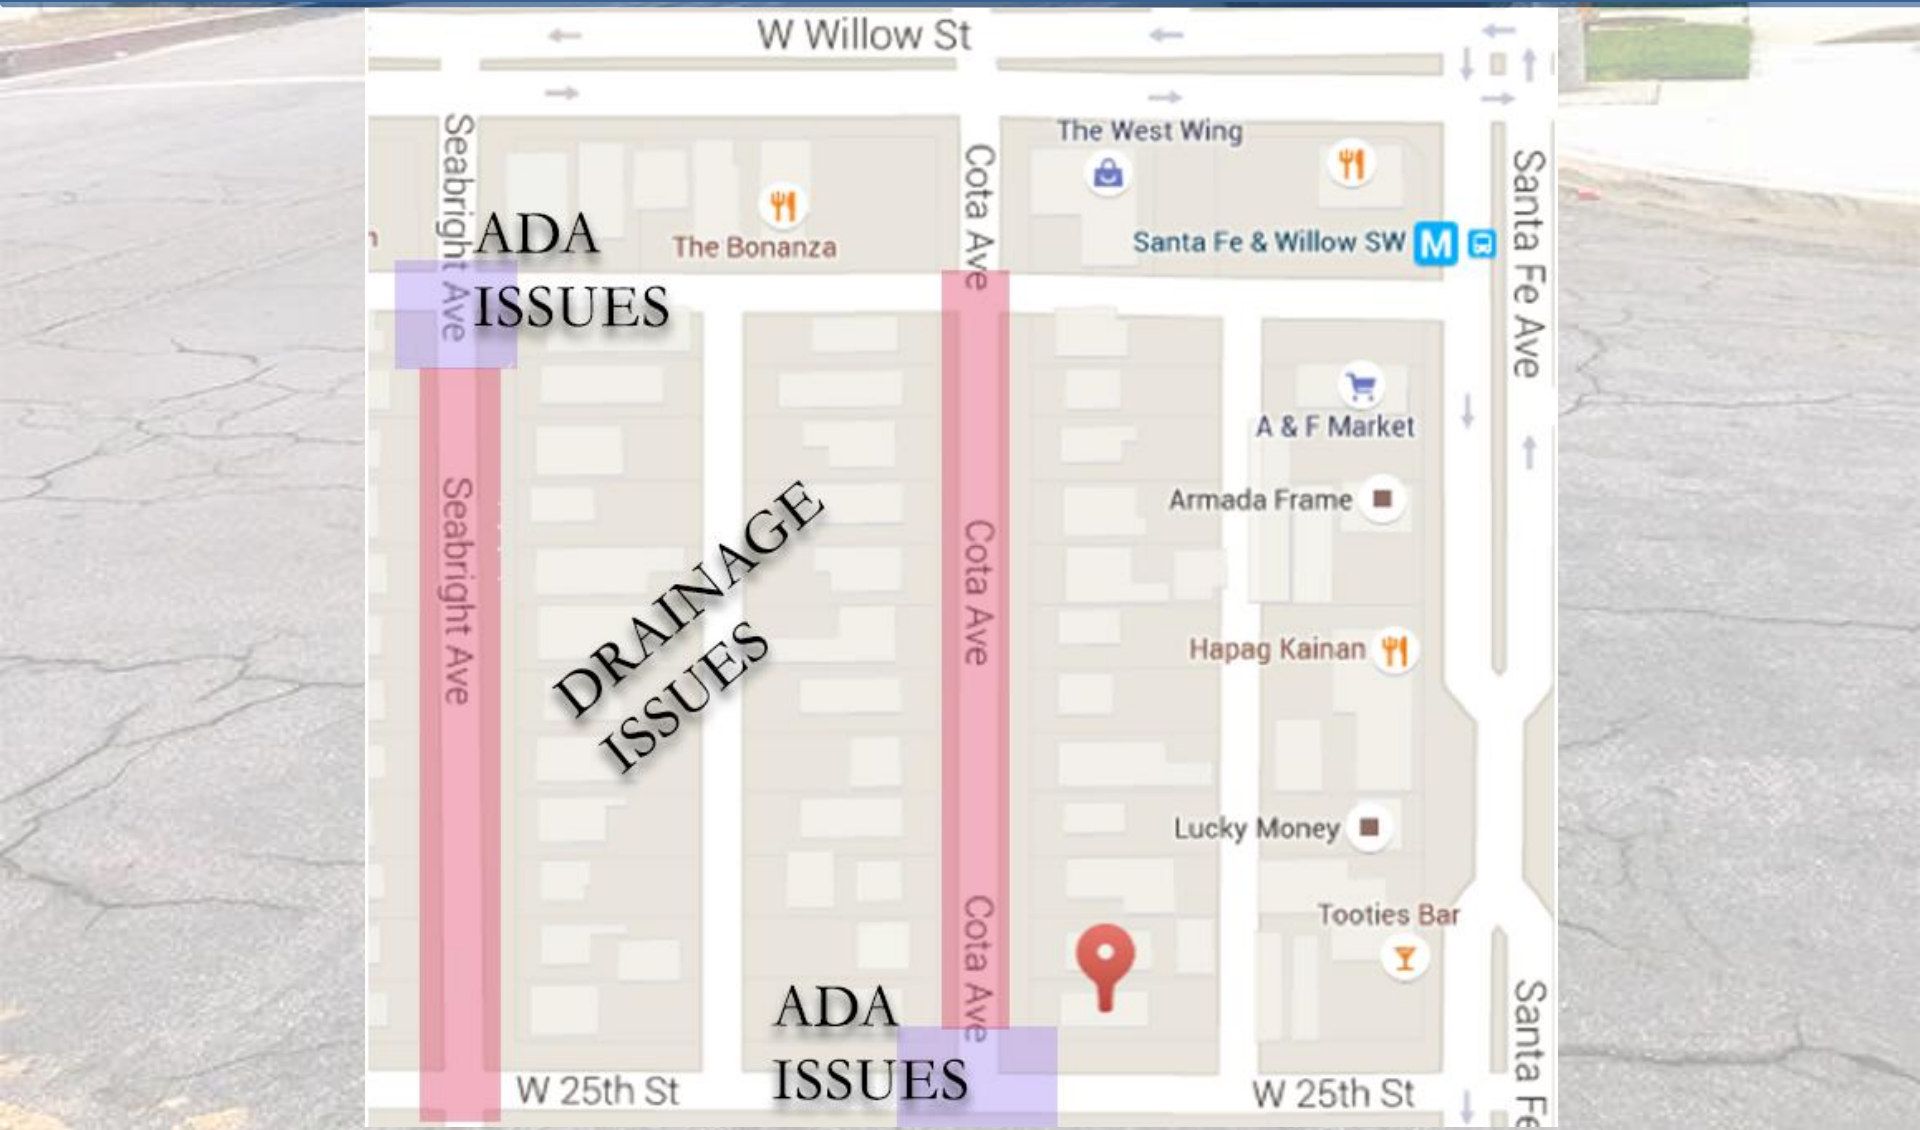 W Willow St
Seabright Ave
Cota Ave
The West Wing
Santa Fe Ave
ADA
ISSUES
The Bonanza
Santa Fe & Willow SW M
A & F Market
Seabright Ave
DRAINAGE
ISSUES
Armada Frame
Cota Ave
Hapag Kainan
Lucky Money
Cota Ave
Tooties Bar
ADA
ISSUES
Santa Fe
W 25th St
W 25th St